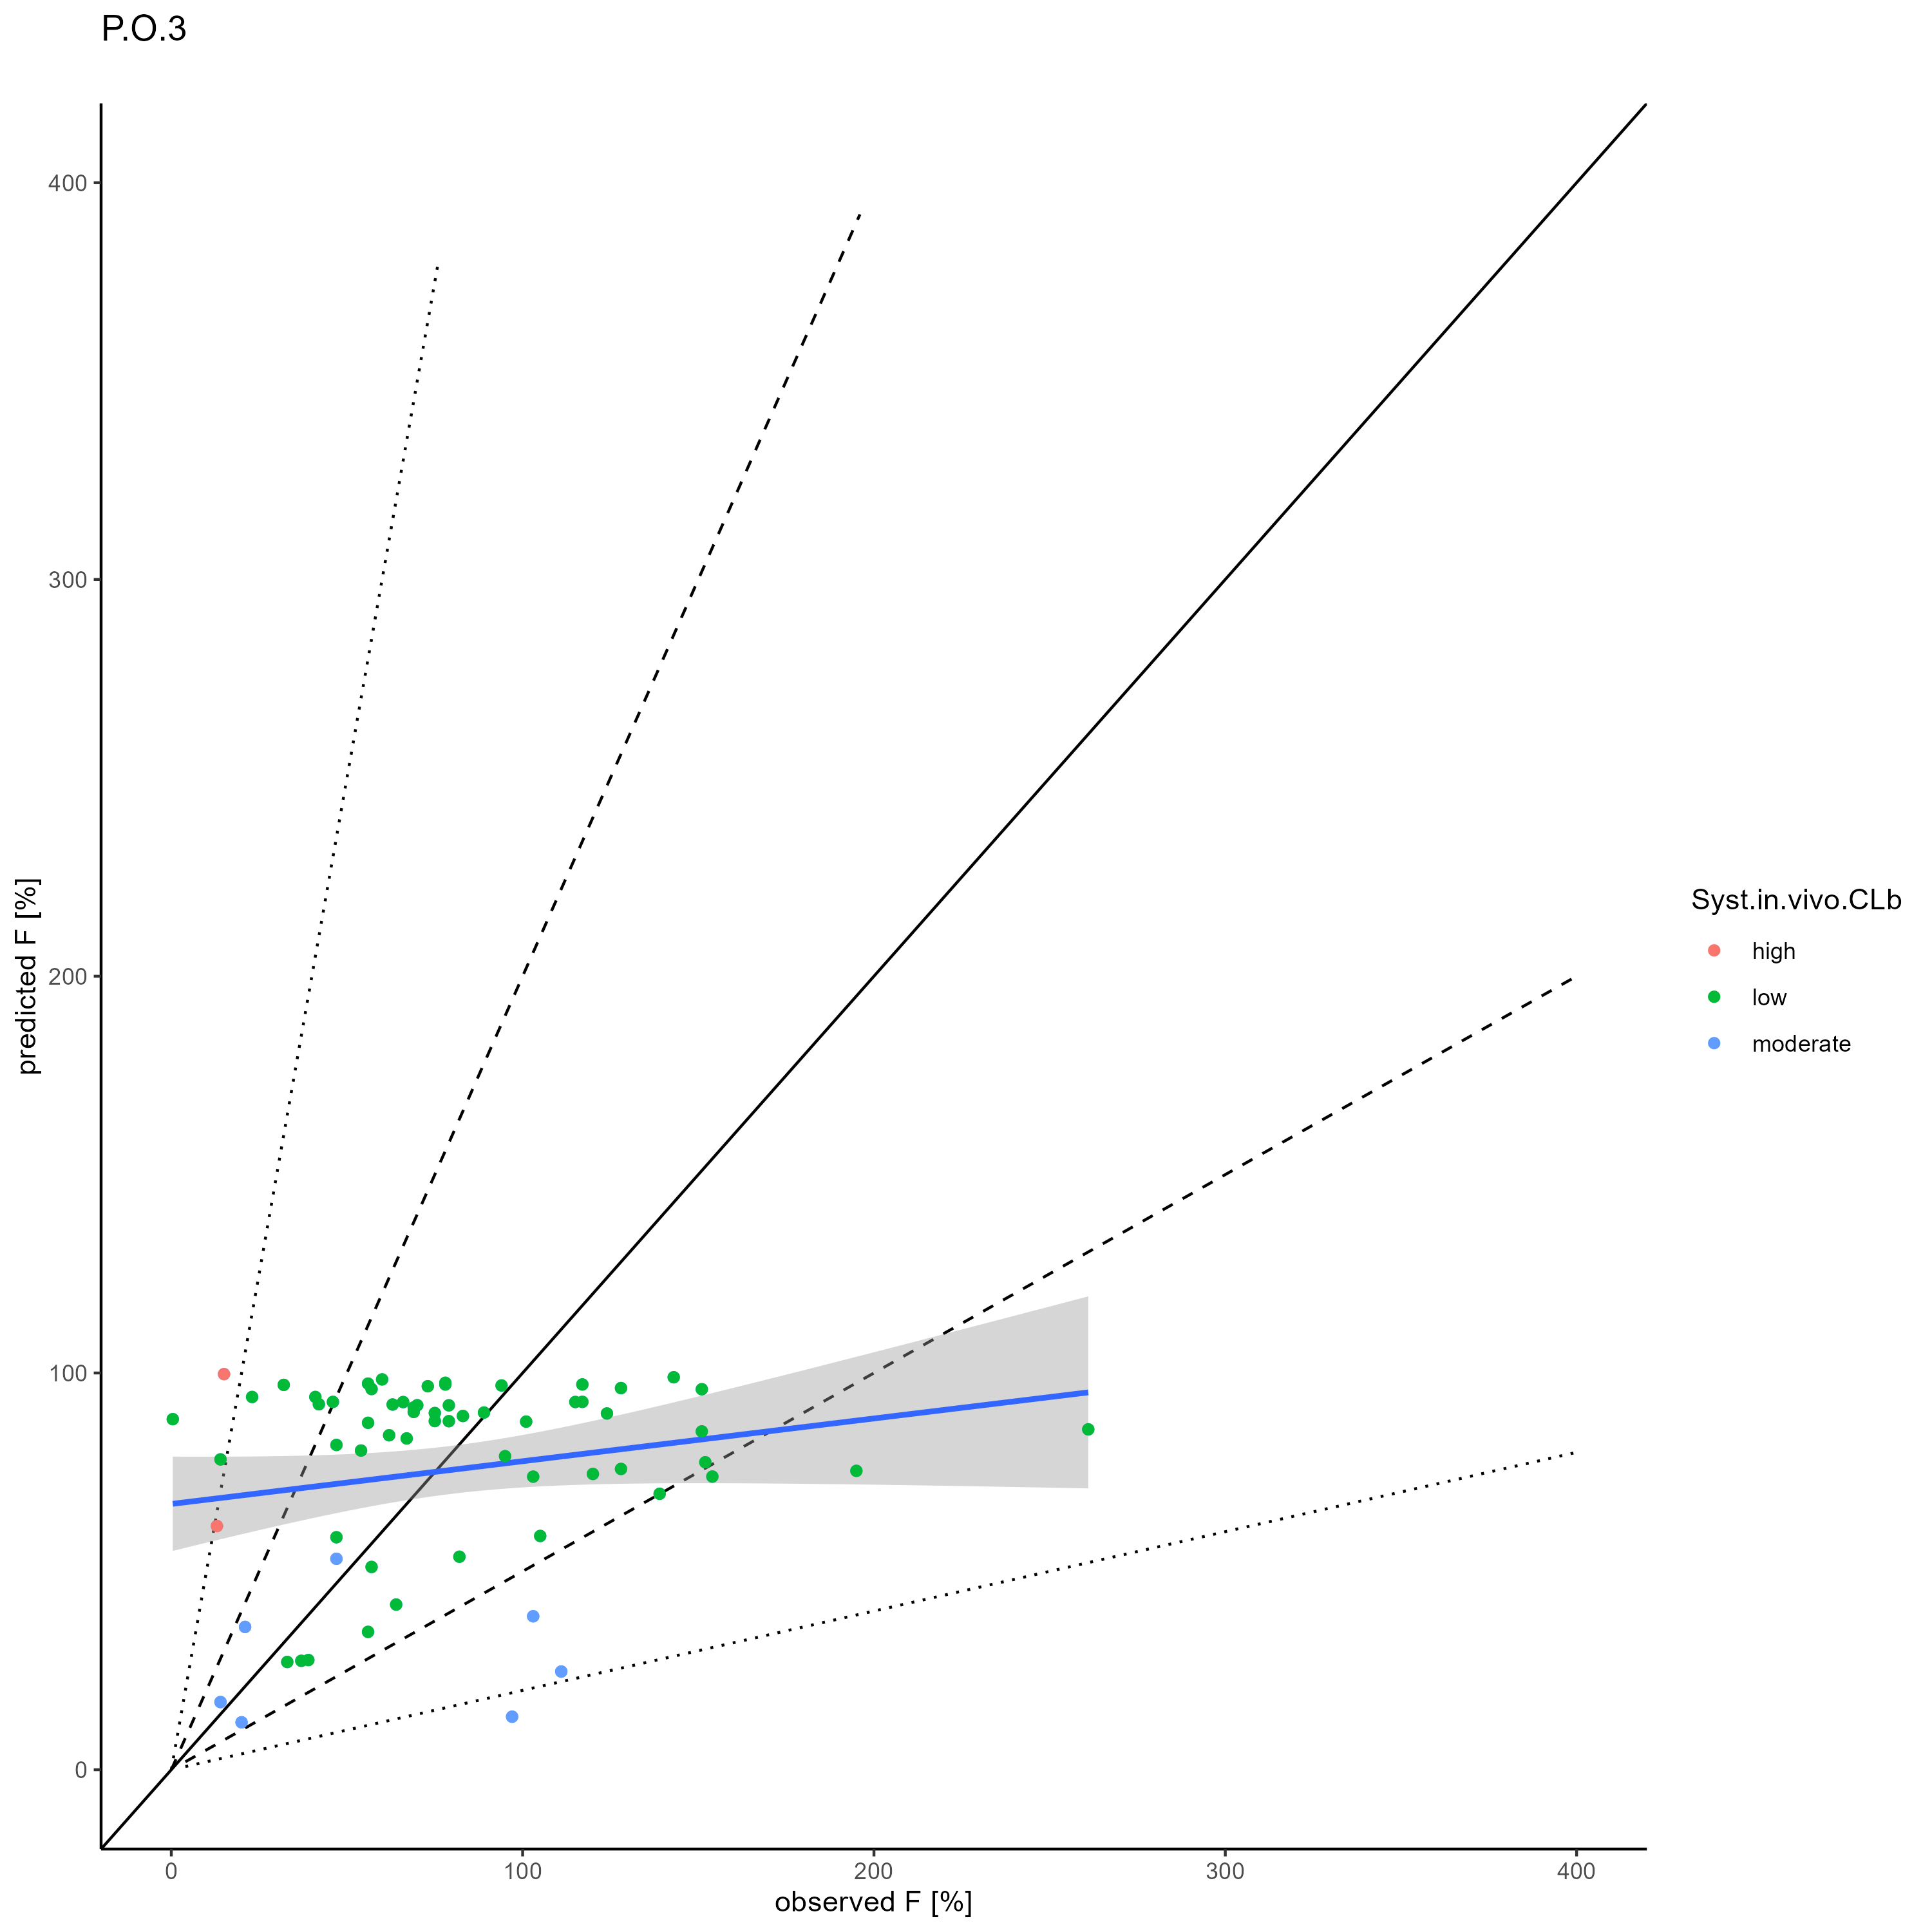 P.O.3
400
300
200
100
0
predicted F [%]
0 100 200 300 400
observed F [%]
Syst.in.vivo.CLb
high
low
moderate